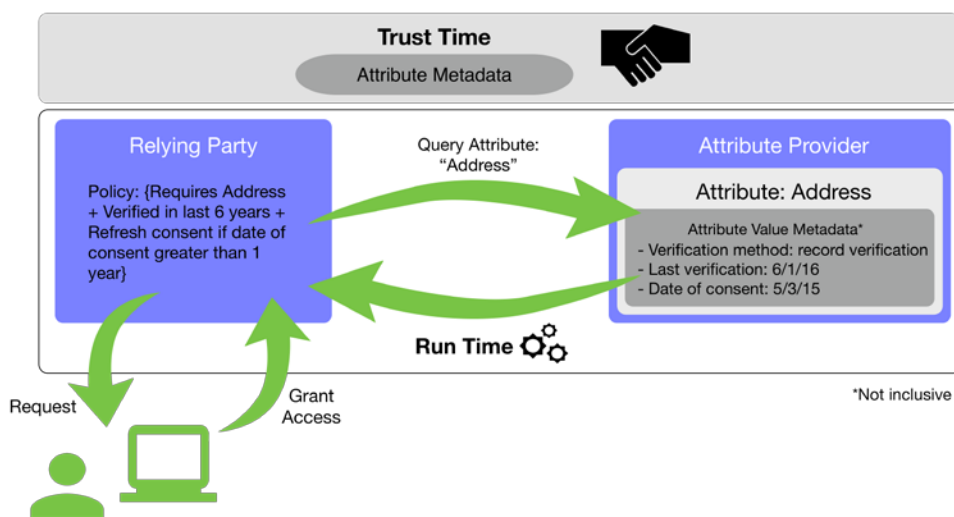 Trust Time
Attribute Metadata
Relying Party
Policy: {Requires Address
+ Verified in last 6 years +
Refresh consent if date of
consent greater than 1
year}
Query Attribute:
“Address”
Attribute Provider
Attribute: Address
Attribute Value Metadata*
- Verification method: record verification
- Last verification: 6/1/16
- Date of consent: 5/3/15
Run Time
Request
Grant
Access
*Not inclusive